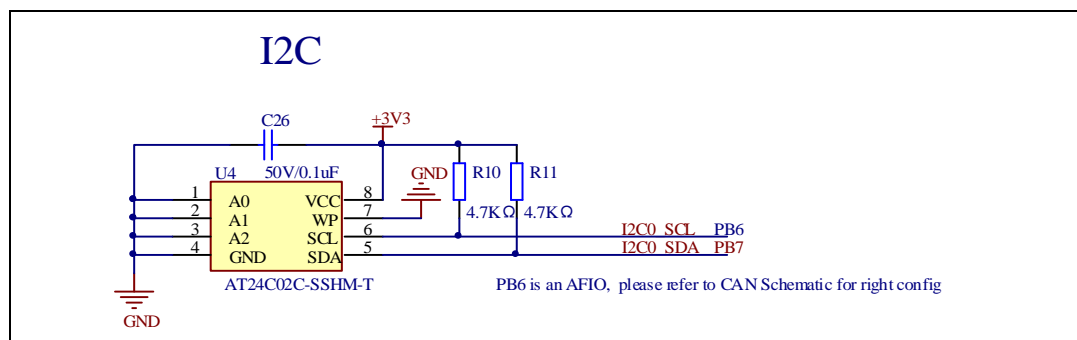 I2C
+3V3
C26
50V/0.1uF
U4
GND
R10
R11
4.7KΩ
4.7KΩ
1 A0 VCC 8
2 A1 WP 7
3 A2 SCL 6
4 GND SDA 5
I2C0_SCL PB6
I2C0_SDA PB7
AT24C02C-SSHM-T
PB6 is an AFIO, please refer to CAN Schematic for right config
GND